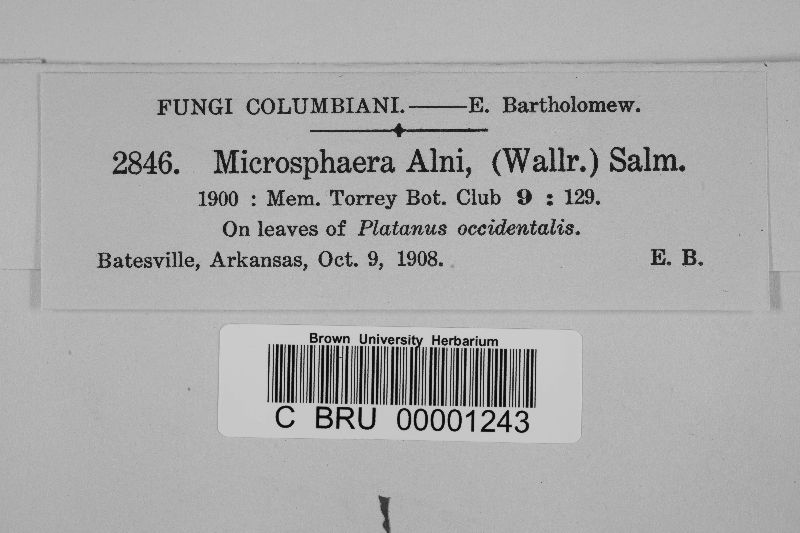 FUNGI COLUMBIANI.——E. Bartholomew.
2846. Microsphaera Alni, (Wallr.) Salm.
1900 : Mem. Torrey Bot. Club 9 : 129.
On leaves of Platanus occidentalis.
Batesville, Arkansas, Oct. 9, 1908. E. B.
Brown University Herbarium
C BRU 00001243